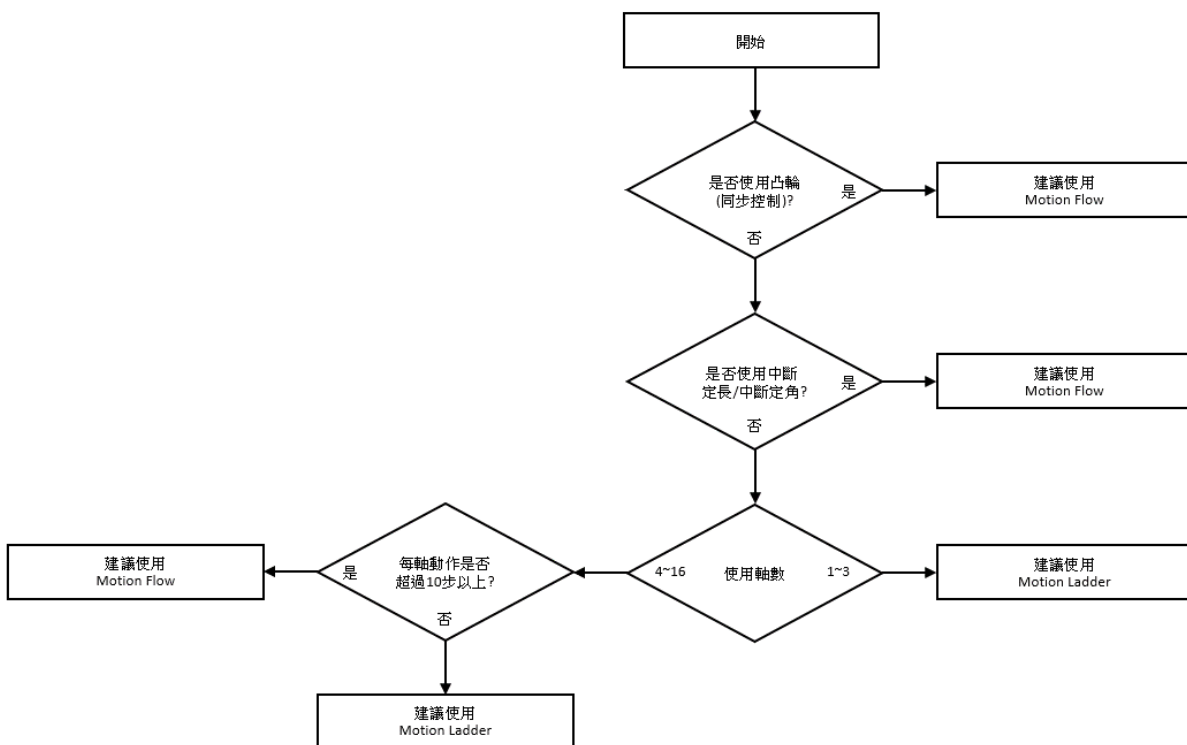 開始
是否使用凸輪
(同步控制)?
是
否
建議使用
Motion Flow
是否使用中斷
定長/中斷定角?
是
否
建議使用
Motion Flow
使用軸數
4~16
1~3
建議使用
Motion Ladder
每軸動作是否
超過10步以上?
是
否
建議使用
Motion Flow
建議使用
Motion Ladder